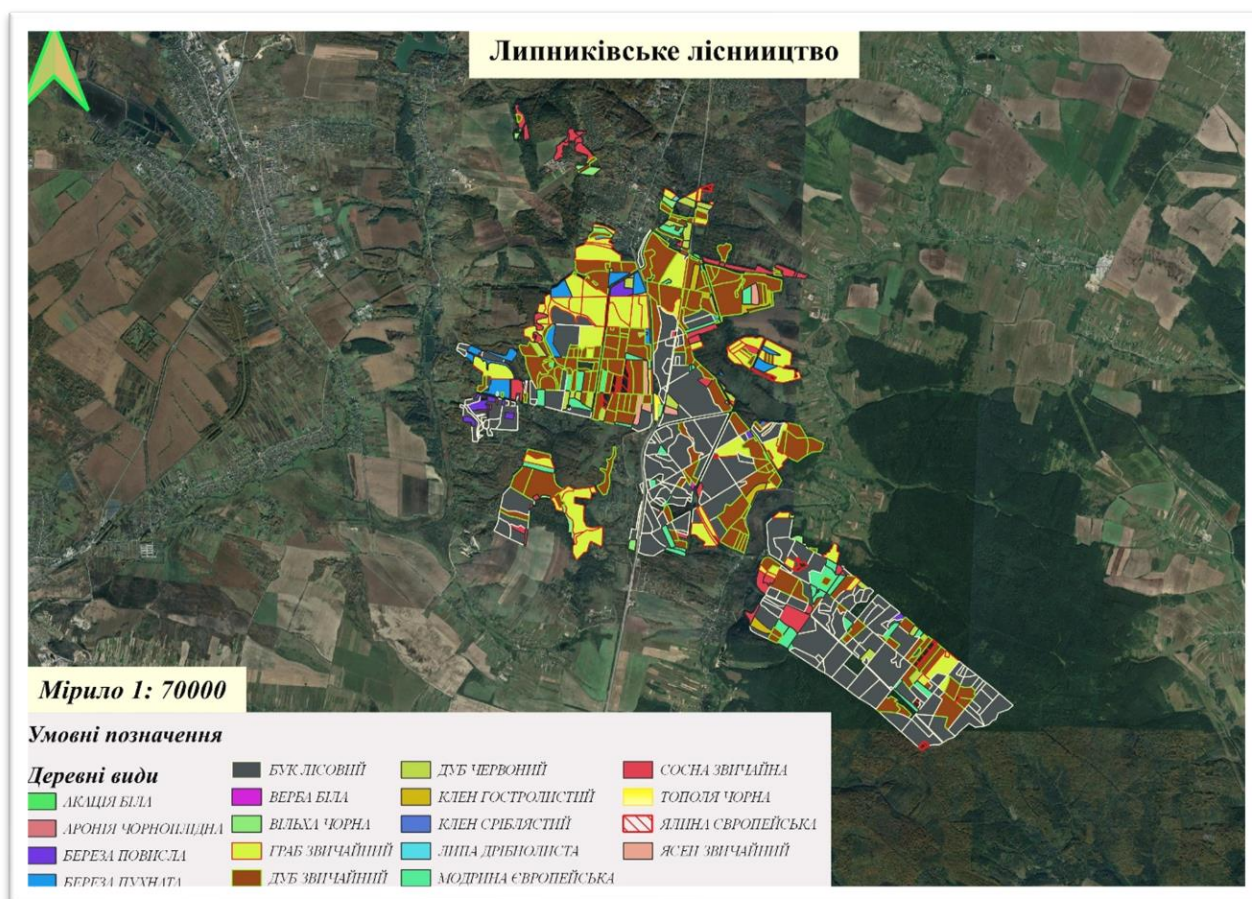 Липниківське лісниицтво
Мірило 1: 70000
Умовні позначення
Деревні види
АКАЦІЯ БІЛА
АРОНІЯ ЧОРНОПЛІДНА
БЕРЕЗА ПОВИСЛА
БЕРЕЗА ПУХНАТА
БУК ЛІСОВИЙ
ВЕРБА БІЛА
ВІЛЬХА ЧОРНА
ГРАБ ЗВИЧАЙНИЙ
ДУБ ЗВИЧАЙНИЙ
ДУБ ЧЕРВОНИЙ
КЛЕН ГОСТРОЛИСТИЙ
КЛЕН СРІБЛЯСТИЙ
ЛИПА ДРІБНОЛИСТА
МОДРИНА ЄВРОПЕЙСЬКА
СОСНА ЗВИЧАЙНА
ТОПОЛЯ ЧОРНА
ЯЛИНА ЄВРОПЕЙСЬКА
ЯСЕН ЗВИЧАЙНИЙ